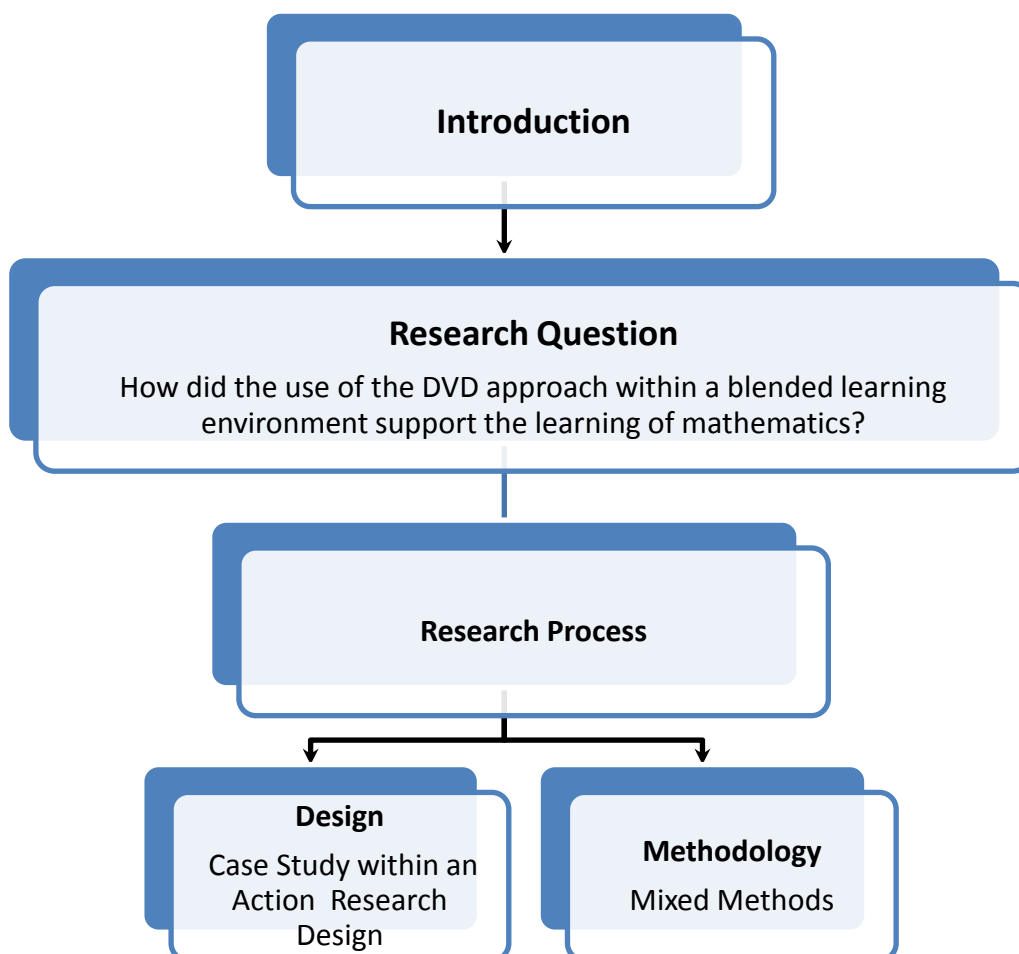 Introduction
Research Question
How did the use of the DVD approach within a blended learning
environment support the learning of mathematics?
Research Process
Design
Case Study within an
Action Research
Design
Methodology
Mixed Methods